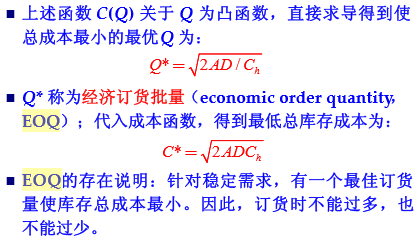 ■ 上述函数 C(Q) 关于 Q 为凸函数，直接求导得到使
总成本最小的最优Q 为：
Q*=√2AD/Cₕ
■ Q* 称为经济订货批量（economic order quantity,
EOQ）；代入成本函数，得到最低总库存成本为：
C*=√2ADCₕ
■ EOQ的存在说明：针对稳定需求，有一个最佳订货
量使库存总成本最小。因此，订货时不能过多，也
不能过少。